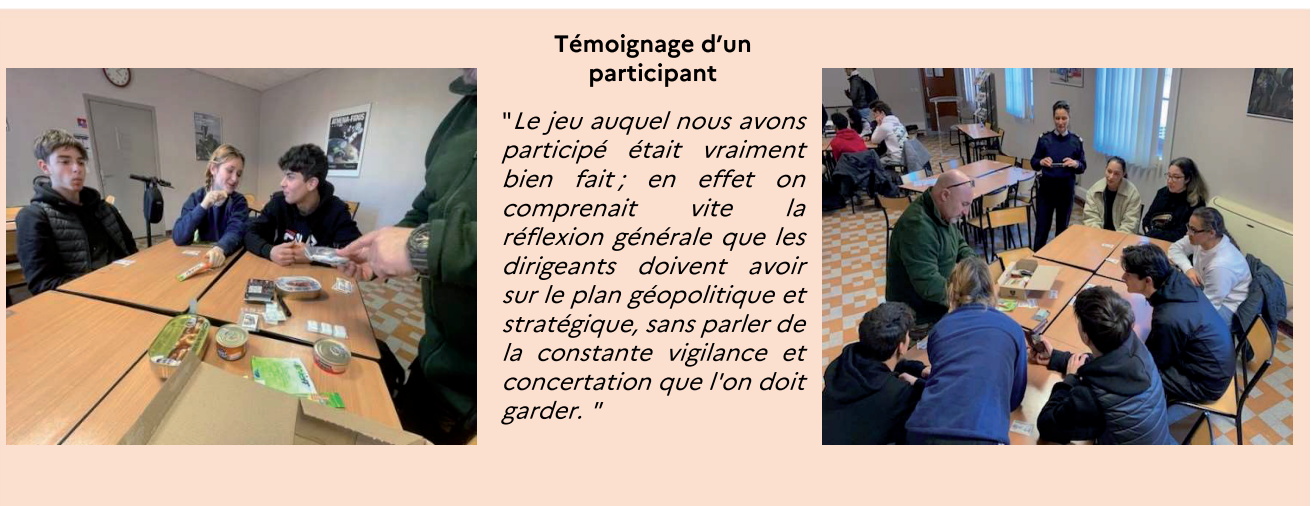 Témoignage d’un
participant
"Le jeu auquel nous avons
participé était vraiment
bien fait ; en effet on
comprenait vite la
réflexion générale que les
dirigeants doivent avoir
sur le plan géopolitique et
stratégique, sans parler de
la constante vigilance et
concertation que l'on doit
garder. "